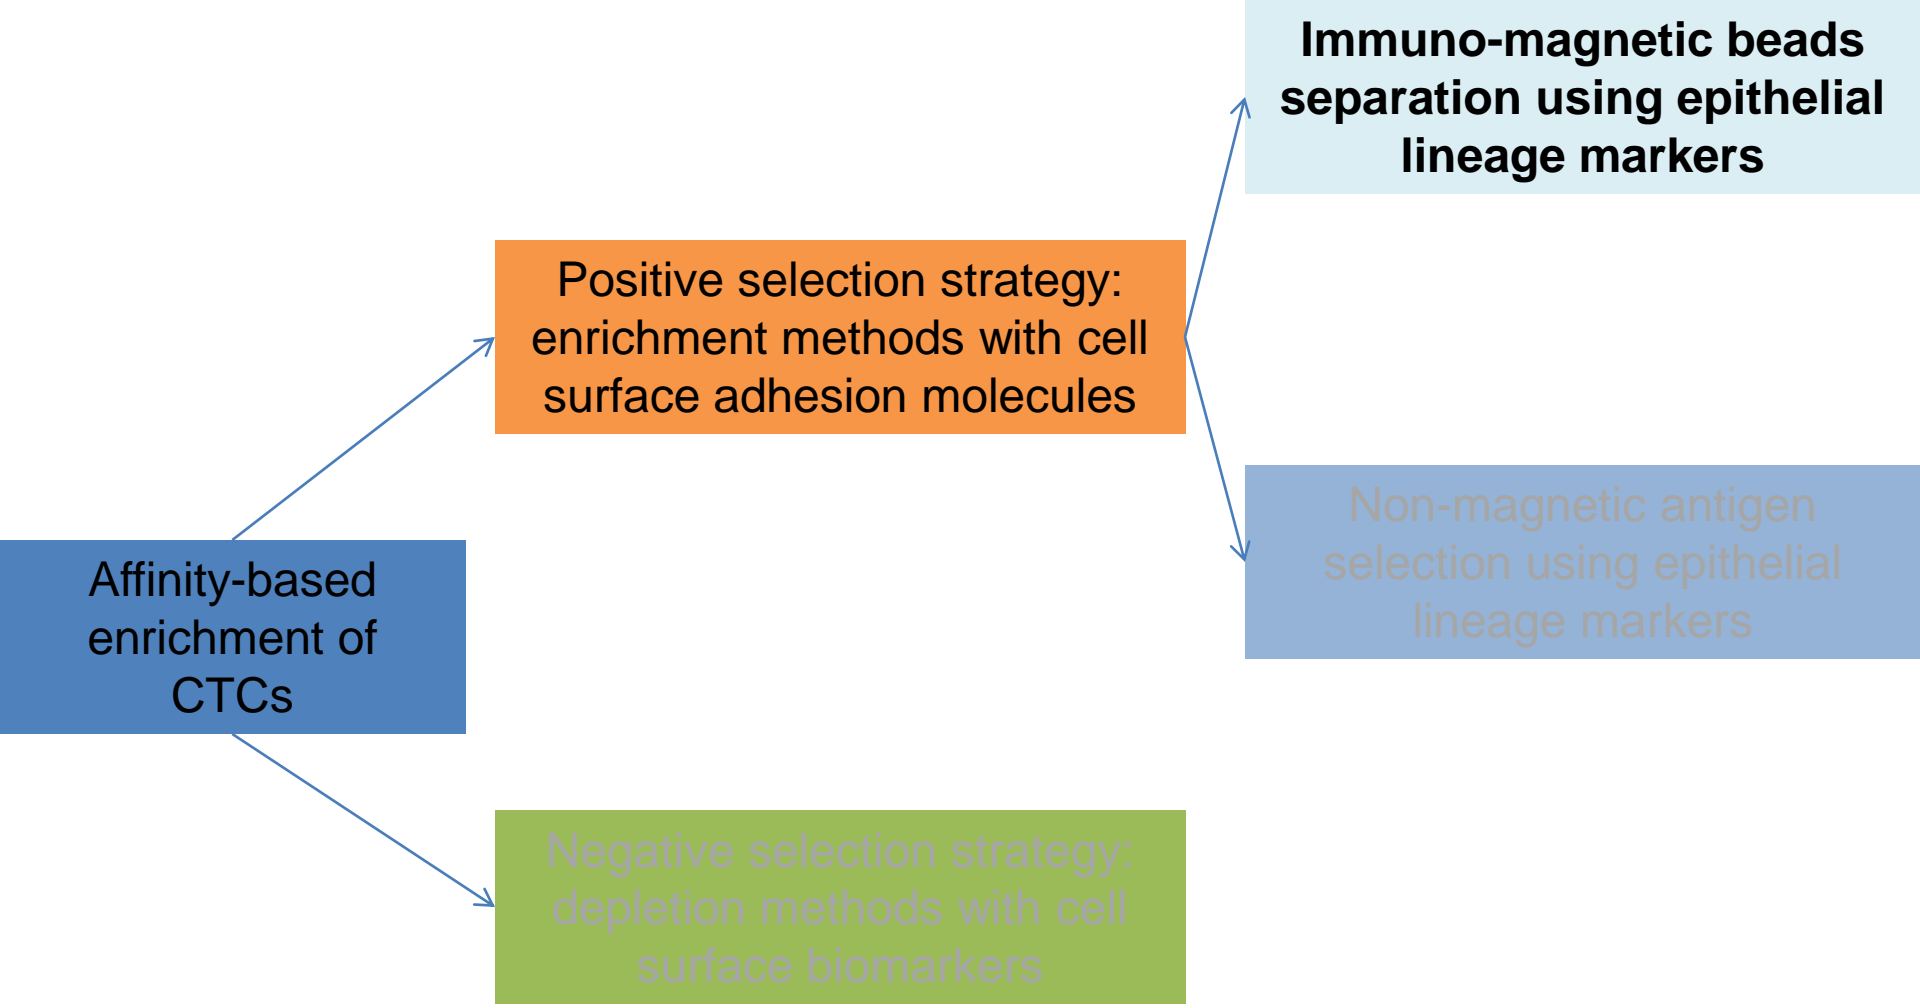 Immuno-magnetic beads
separation using epithelial
lineage markers
Positive selection strategy:
enrichment methods with cell
surface adhesion molecules
Non-magnetic antigen
selection using epithelial
lineage markers
Affinity-based
enrichment of
CTCs
Negative selection strategy:
depletion methods with cell
surface biomarkers